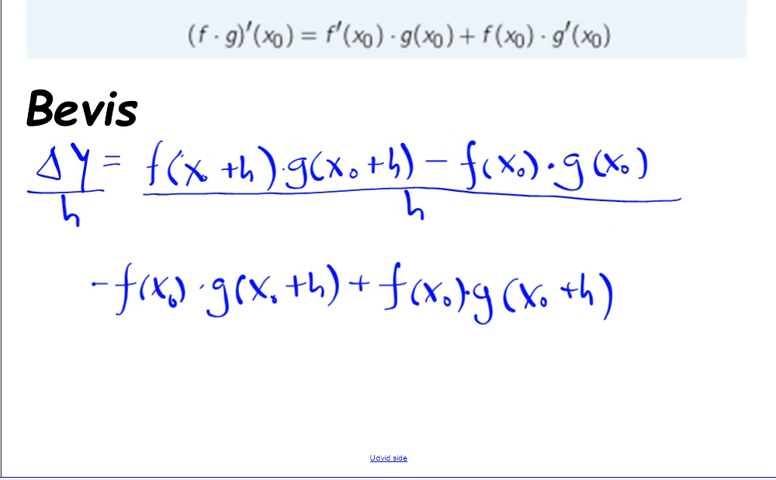 (f · g)′(x₀) = f′(x₀) · g(x₀) + f(x₀) · g′(x₀)
Bevis
ΔY/h = (f(x₀+h)·g(x₀+h) − f(x₀)·g(x₀))/h
−f(x₀)·g(x₀+h)+f(x₀)·g(x₀+h)
Udvid side